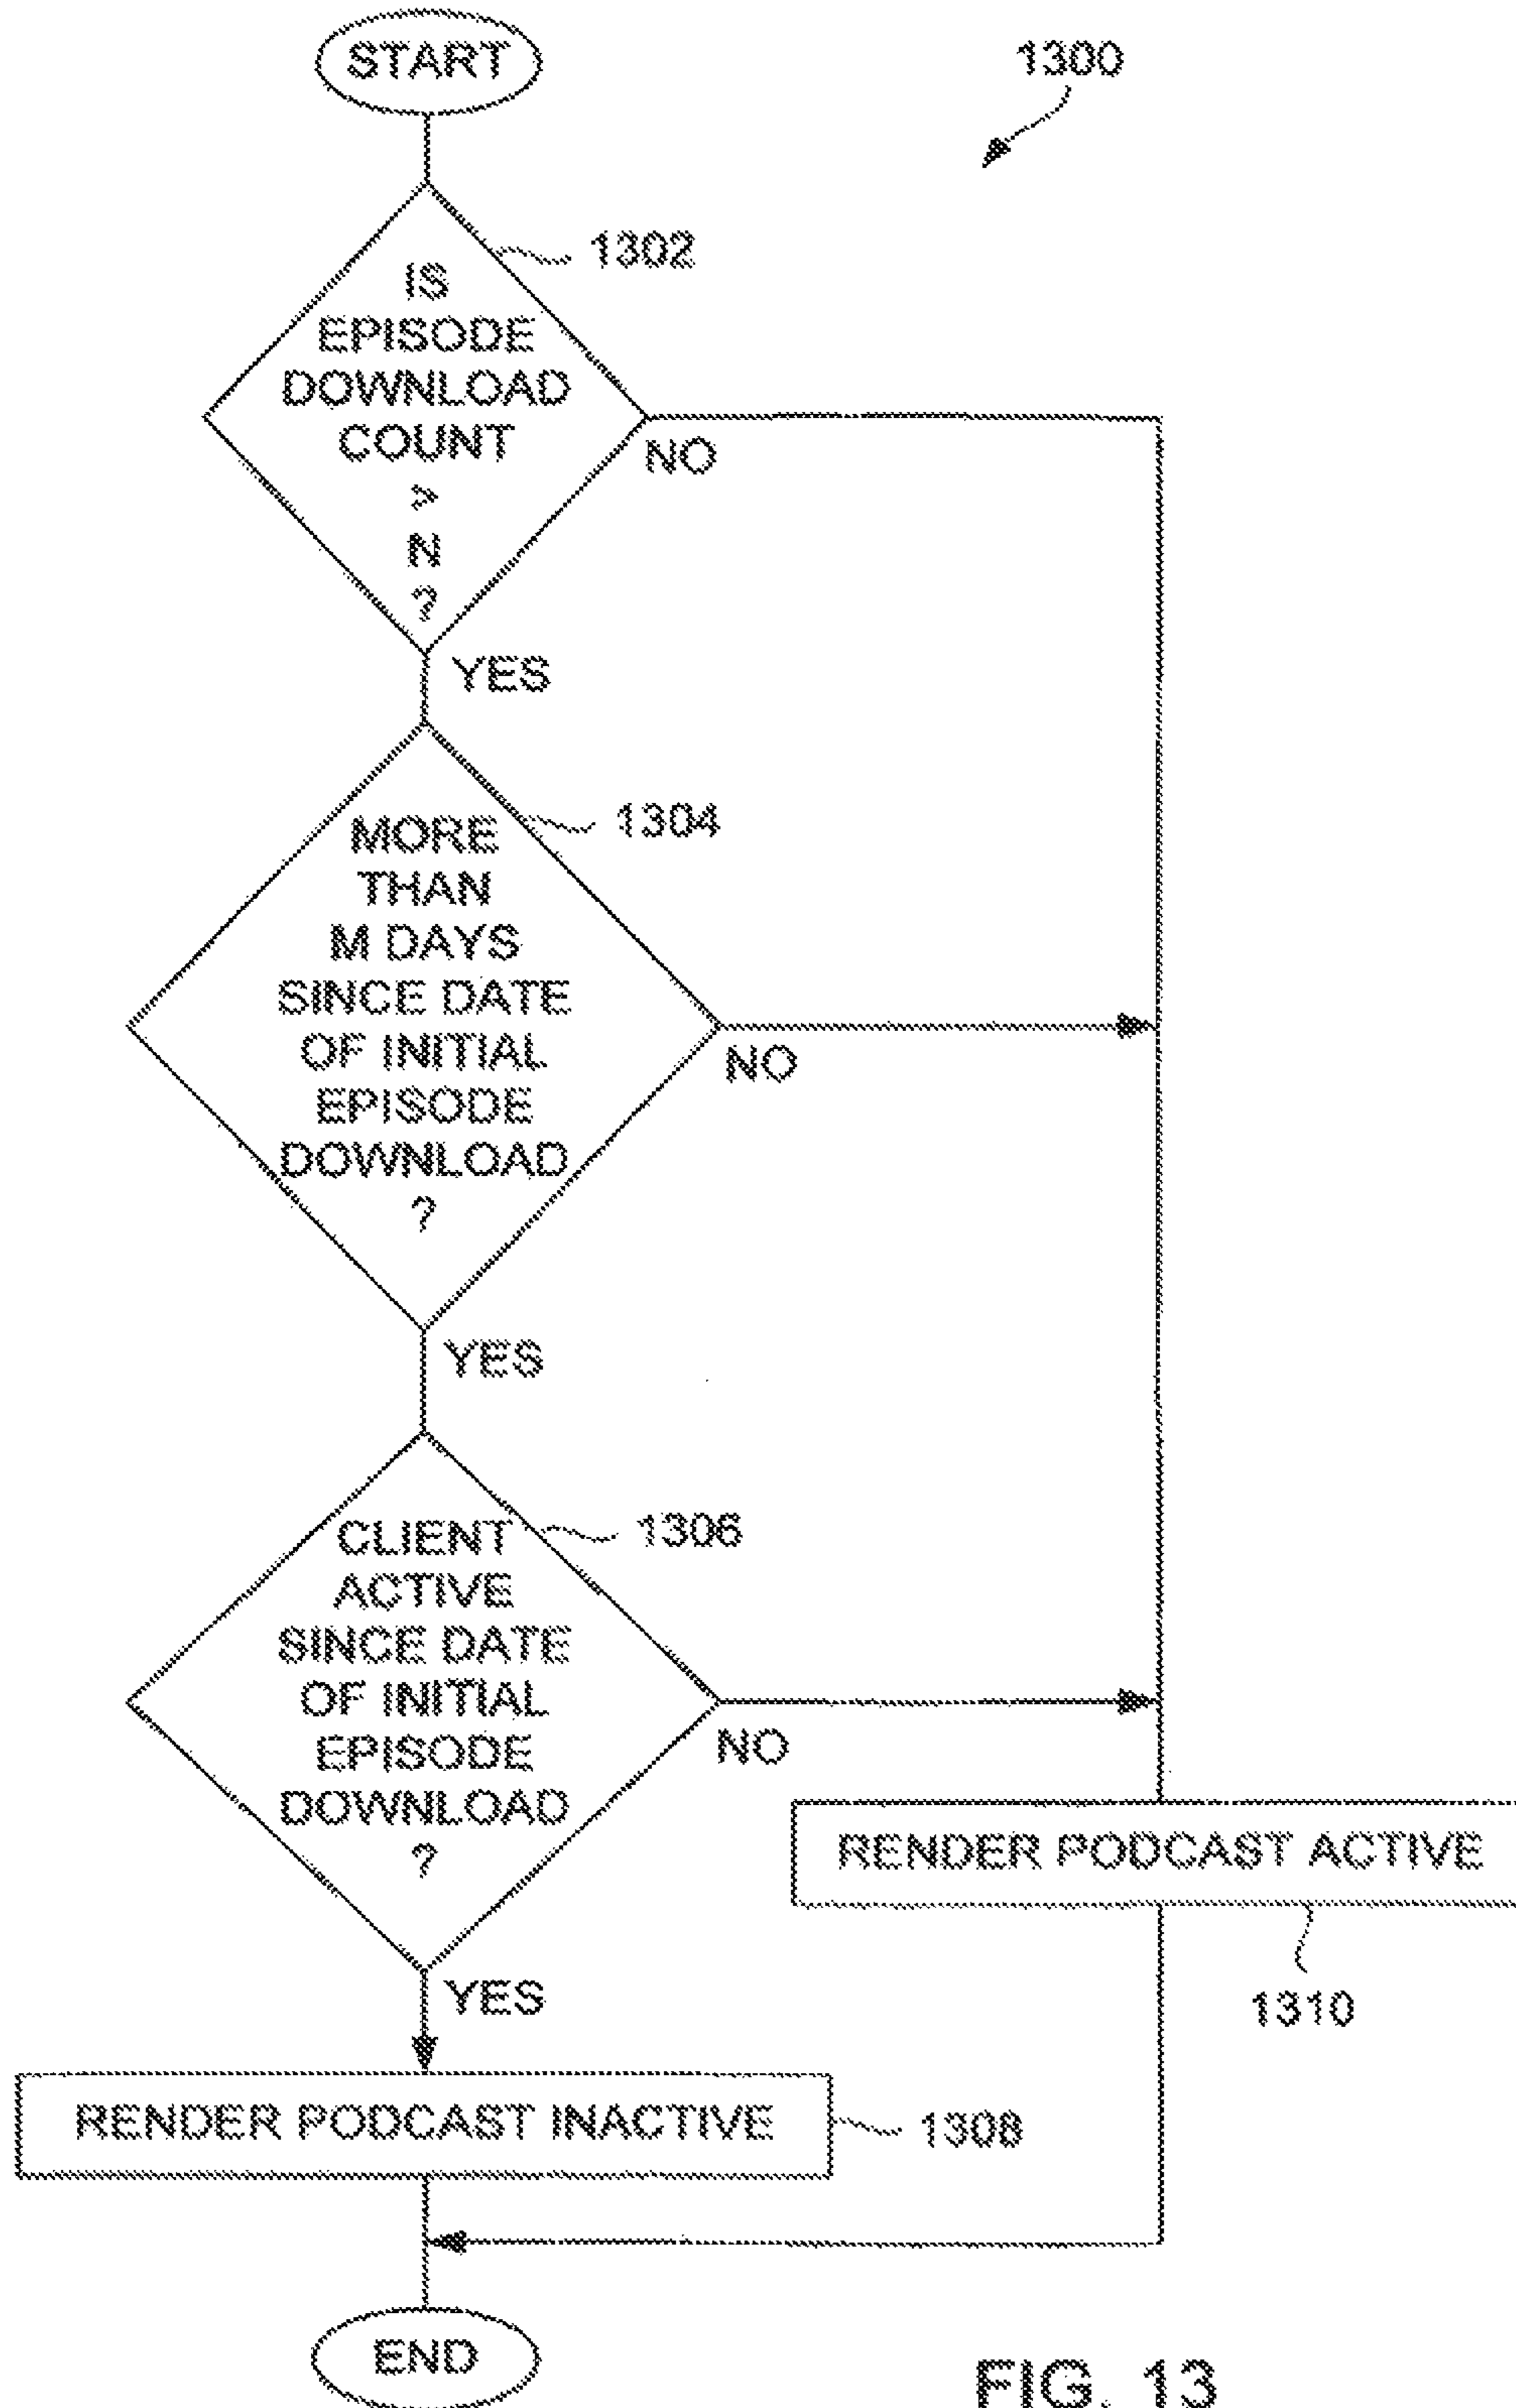 START
1300
1302
IS
EPISODE
DOWNLOAD
COUNT
>
N
?
NO
YES
1304
MORE
THAN
M DAYS
SINCE DATE
OF INITIAL
EPISODE
DOWNLOAD
?
NO
YES
1306
CLIENT
ACTIVE
SINCE DATE
OF INITIAL
EPISODE
DOWNLOAD
?
NO
RENDER PODCAST ACTIVE
1310
YES
RENDER PODCAST INACTIVE
1308
END
FIG. 13